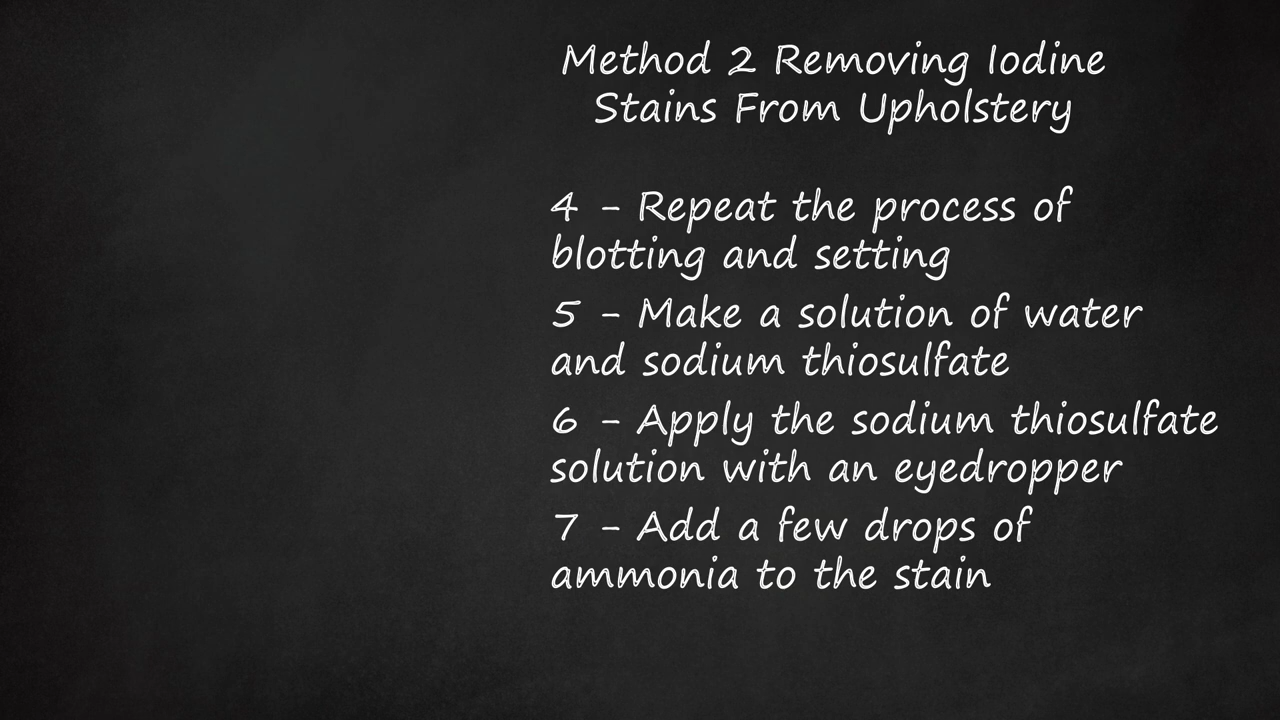 Method 2 Removing Iodine
Stains From Upholstery
4 - Repeat the process of
blotting and setting
5 - Make a solution of water
and sodium thiosulfate
6 - Apply the sodium thiosulfate
solution with an eyedropper
7 - Add a few drops of
ammonia to the stain